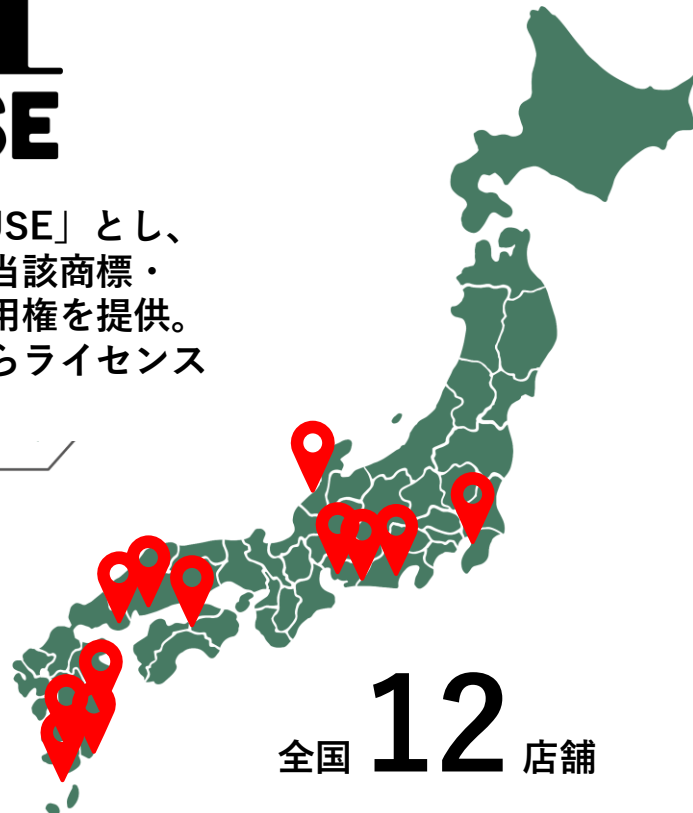 SE
USE」とし、
当該商標・
用権を提供。
らライセンス
全国 12 店舗